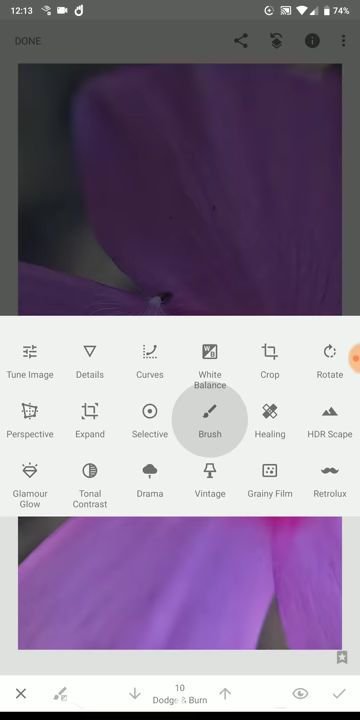 12:13
74%
DONE
Tune Image
Details
Curves
White
Balance
Crop
Rotate
Perspective
Expand
Selective
Brush
Healing
HDR Scape
Glamour
Glow
Tonal
Contrast
Drama
Vintage
Grainy Film
Retrolux
10
Dodge & Burn